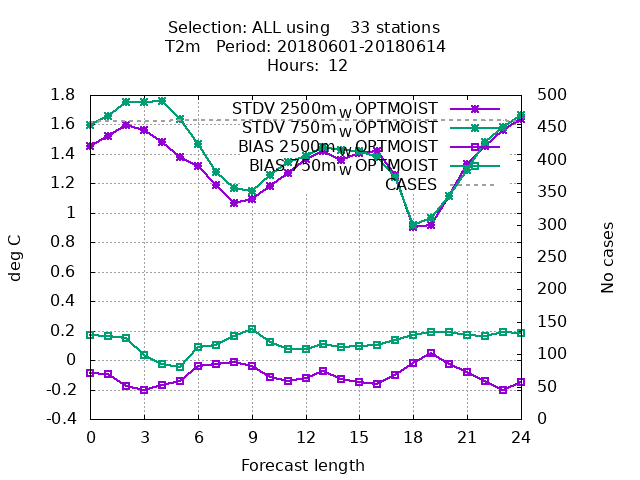 Selection: ALL using    33 stations
T2m   Period: 20180601-20180614
Hours:  12
STDV 2500m_W OPTMOIST
STDV 750m_W OPTMOIST
BIAS 2500m_W OPTMOIST
BIAS 750m_W OPTMOIST
CASES
1.8
1.6
1.4
1.2
1
0.8
0.6
0.4
0.2
0
-0.2
-0.4
deg C
500
450
400
350
300
250
200
150
100
50
0
No cases
0 3 6 9 12 15 18 21 24
Forecast length